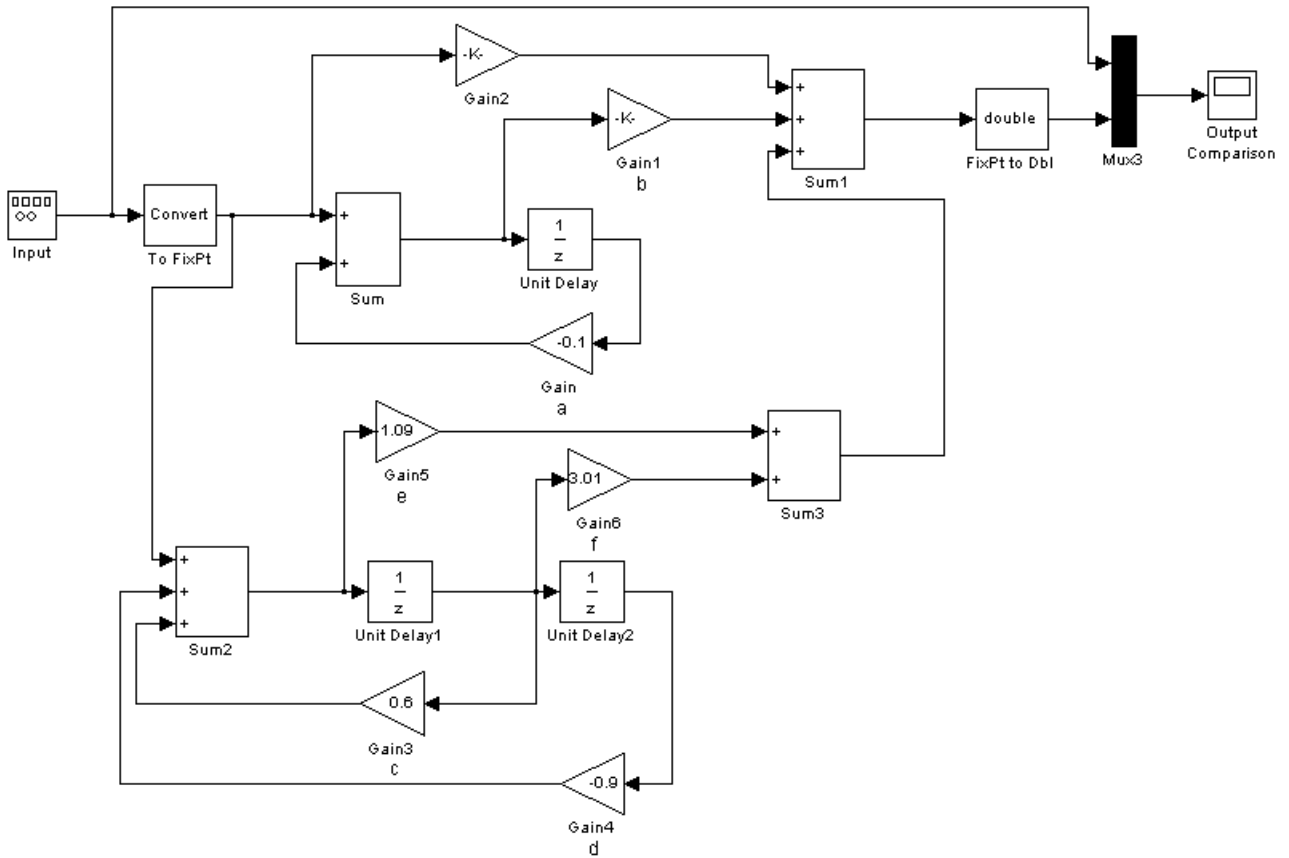 -K-
Gain2
-K-
Gain1
b
+
+
+
Sum1
double
FixPt to Dbl
Mux3
Output
Comparison
Input
Convert
To FixPt
+
+
Sum
1
z
Unit Delay
-0.1
Gain
a
1.09
Gain5
e
3.01
Gain6
f
+
+
Sum3
+
+
+
Sum2
1
z
Unit Delay1
1
z
Unit Delay2
0.6
Gain3
c
-0.9
Gain4
d